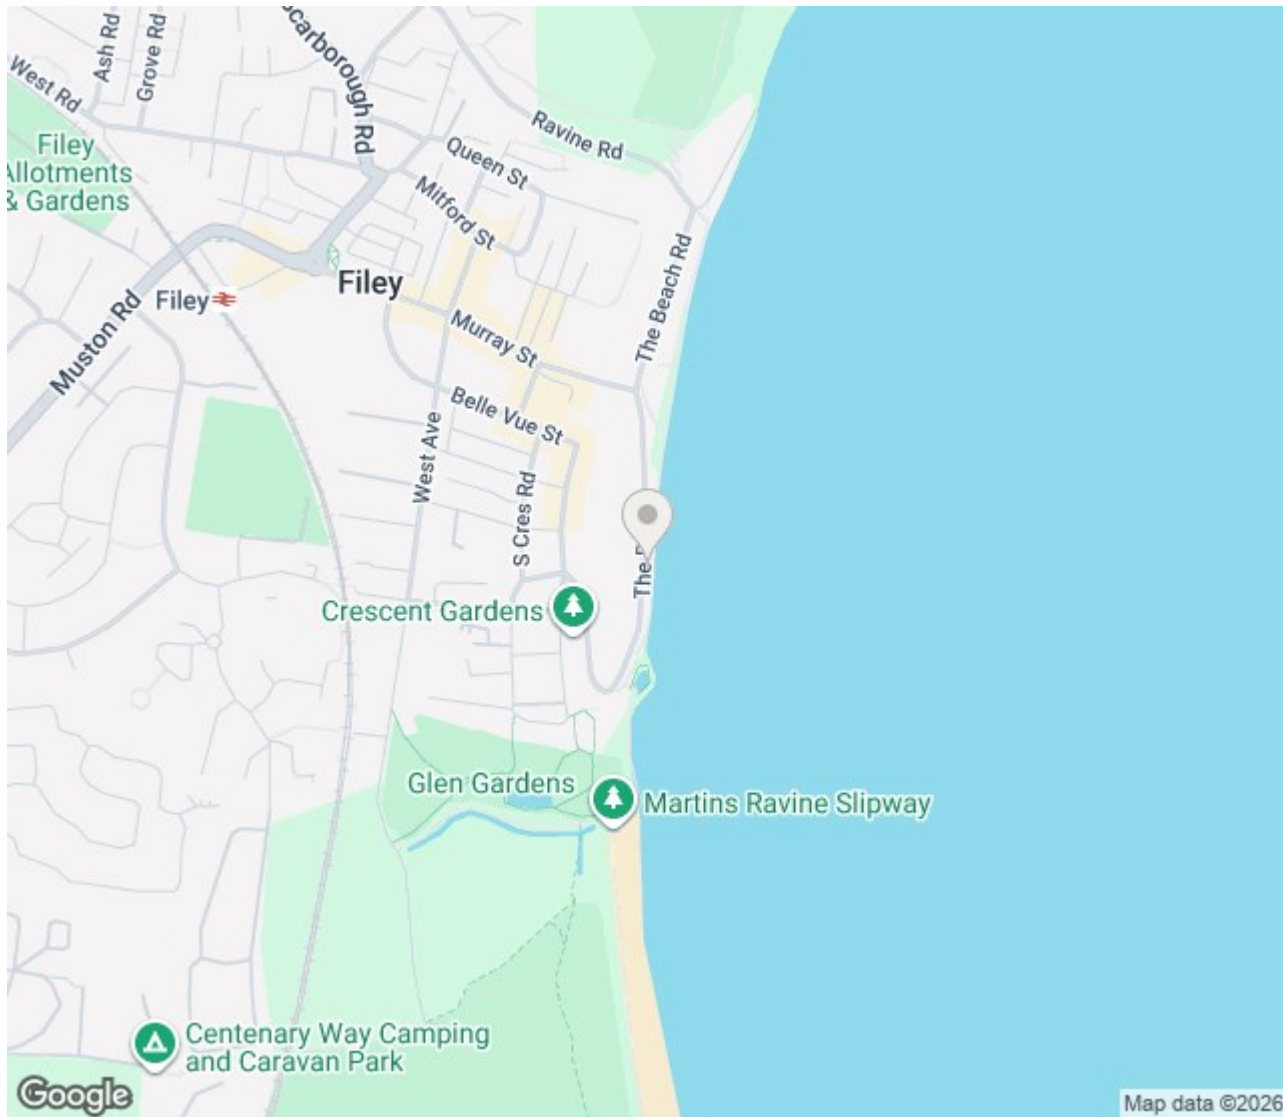 Ash Rd
Grove Rd
Scarborough Rd
West Rd
Ravine Rd
Filey
Allotments
& Gardens
Queen St
Mitford St
Filey
Filey
The Beach Rd
Muston Rd
Murray St
Belle Vue St
West Ave
S Cres Rd
The
Crescent Gardens
Glen Gardens
Martins Ravine Slipway
Centenary Way Camping
and Caravan Park
Google
Map data ©2026